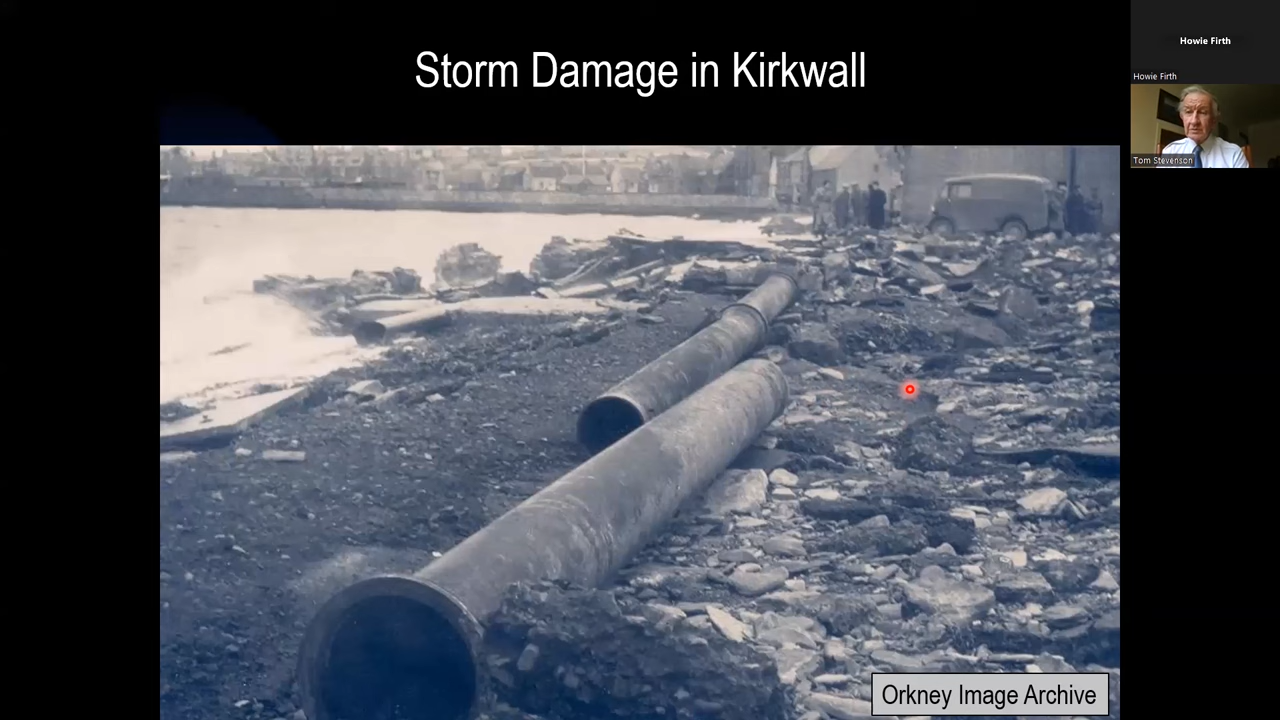 Storm Damage in Kirkwall
Howie Firth
Howie Firth
Tom Stevenson
Orkney Image Archive